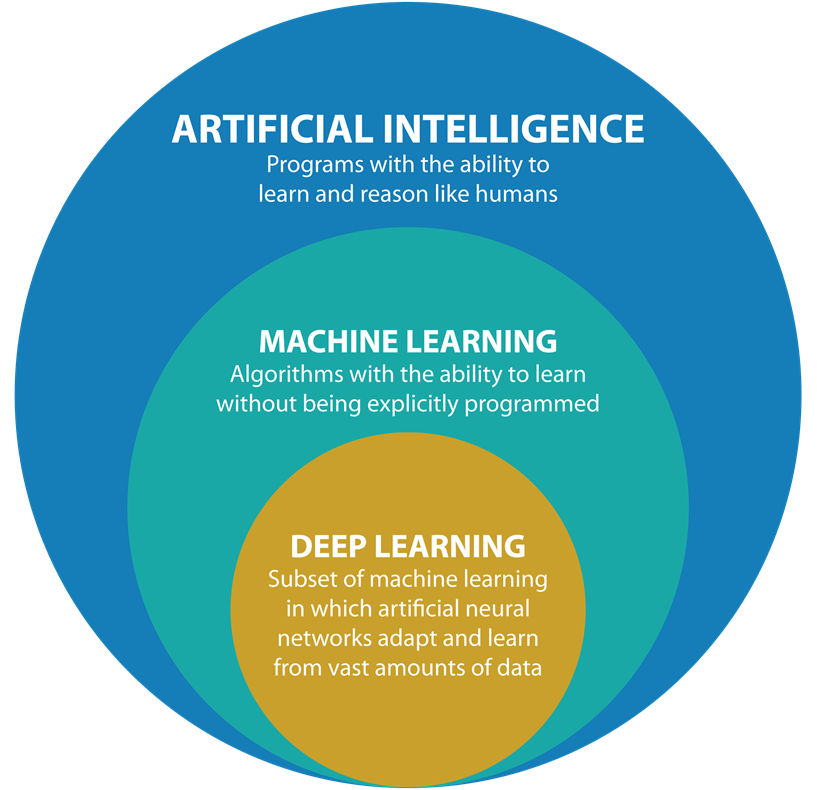 ARTIFICIAL INTELLIGENCE
Programs with the ability to
learn and reason like humans
MACHINE LEARNING
Algorithms with the ability to learn
without being explicitly programmed
DEEP LEARNING
Subset of machine learning
in which artificial neural
networks adapt and learn
from vast amounts of data